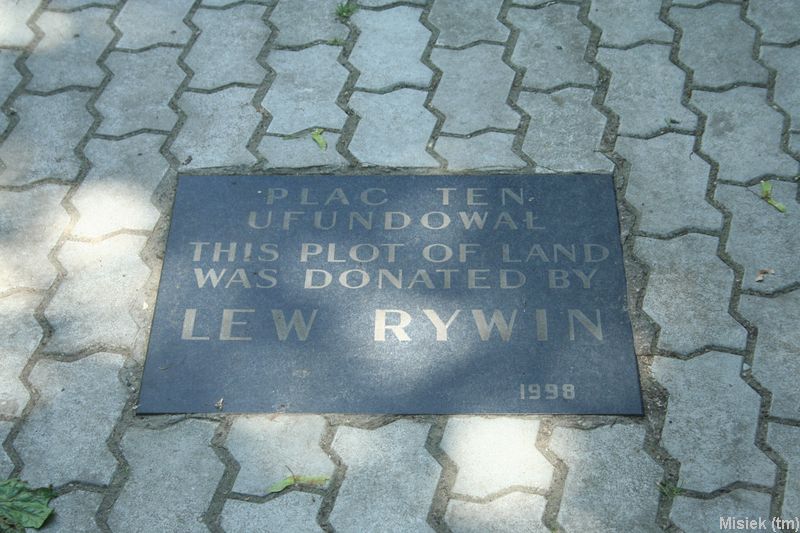 PLAC TEN
UFUNDOWAŁ
THIS PLOT OF LAND
WAS DONATED BY
LEW RYWIN
1998
Misiek (tm)